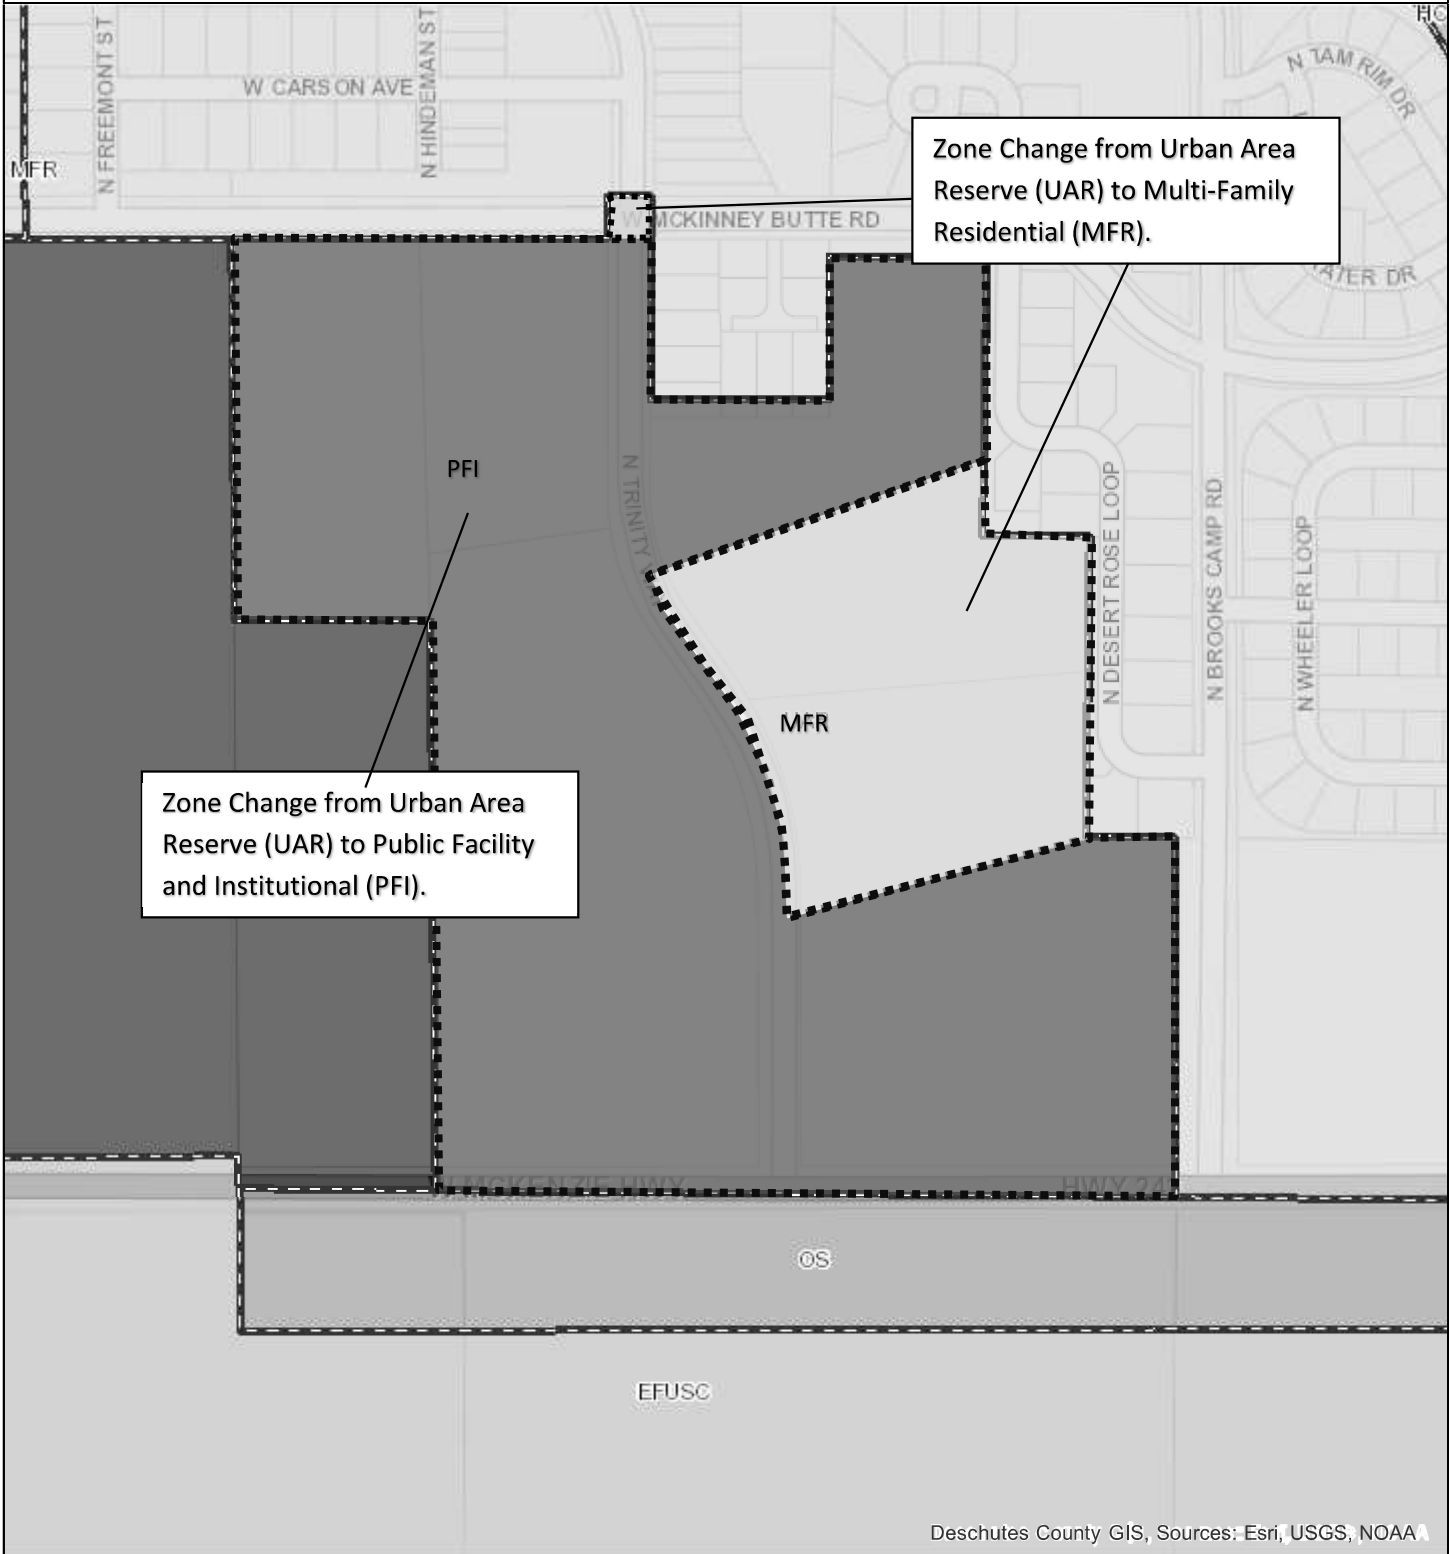 N FREEMONT ST
W CARSON AVE
N HINDEMAN ST
N TAM RIM DR
MFR
Zone Change from Urban Area
Reserve (UAR) to Multi-Family
Residential (MFR).
W MCKINNEY BUTTE RD
DR
PFI
N TRINITY
N DESERT ROSE LOOP
N BROOKS CAMP RD
N WHEELER LOOP
MFR
Zone Change from Urban Area
Reserve (UAR) to Public Facility
and Institutional (PFI).
MCKENZIE HWY
HWY 24
OS
EFUSC
Deschutes County GIS, Sources: Esri, USGS, NOAA